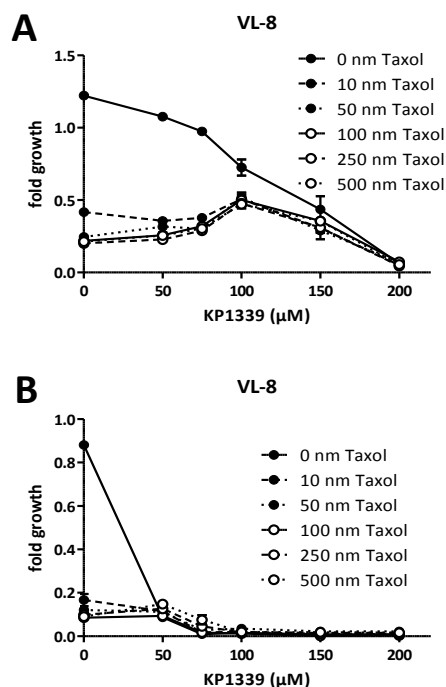 A
VL-8
fold growth
1.5
1.0
0.5
0.0
0 nm Taxol
10 nm Taxol
50 nm Taxol
100 nm Taxol
250 nm Taxol
500 nm Taxol
0 50 100 150 200
KP1339 (µM)
B
VL-8
fold growth
1.0
0.8
0.6
0.4
0.2
0.0
0 nm Taxol
10 nm Taxol
50 nm Taxol
100 nm Taxol
250 nm Taxol
500 nm Taxol
0 50 100 150 200
KP1339 (µM)